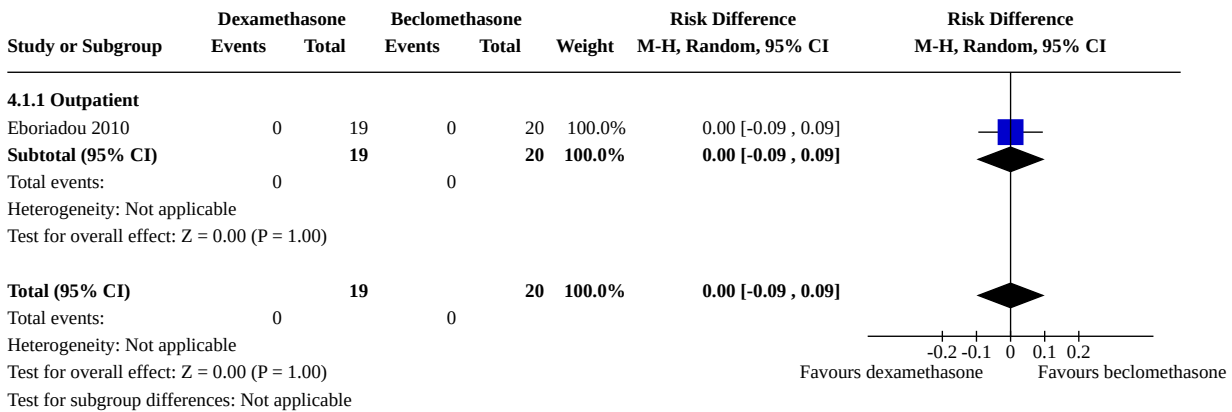 Dexamethasone Beclomethasone Risk Difference Risk Difference
Study or Subgroup Events Total Events Total Weight M-H, Random, 95% CI M-H, Random, 95% CI
4.1.1 Outpatient
Eboriadou 2010 0 19 0 20 100.0% 0.00 [-0.09 , 0.09]
Subtotal (95% CI) 19 20 100.0% 0.00 [-0.09 , 0.09]
Total events: 0 0
Heterogeneity: Not applicable
Test for overall effect: Z = 0.00 (P = 1.00)
Total (95% CI) 19 20 100.0% 0.00 [-0.09 , 0.09]
Total events: 0 0
Heterogeneity: Not applicable -0.2 -0.1 0 0.1 0.2
Test for overall effect: Z = 0.00 (P = 1.00) Favours dexamethasone Favours beclomethasone
Test for subgroup differences: Not applicable